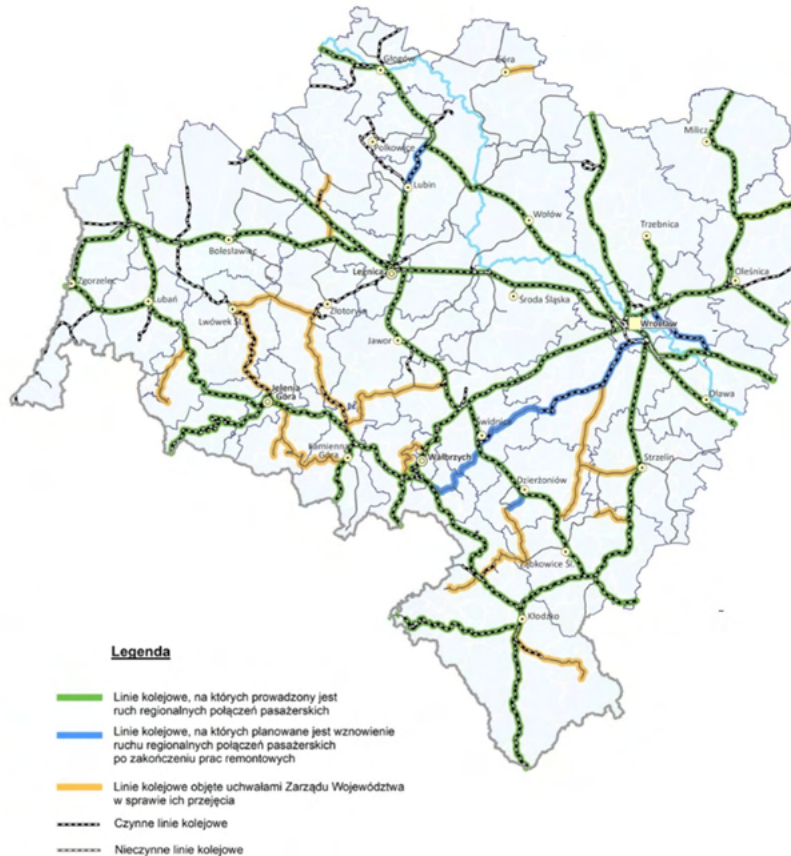 Głogów
Góra
Milicz
Polkowice
Lubin
Wołów
Trzebnica
Bolesławiec
Oleśnica
Zgorzelec
Legnica
Lubań
Środa Śląska
Lwówek Śl.
Złotoryja
Wrocław
Jawor
Jelenia
Góra
Oława
Świdnica
Kamienna
Góra
Wałbrzych
Strzelin
Dzierżoniów
Ząbkowice Śl.
Kłodzko
Legenda
Linie kolejowe, na których prowadzony jest
ruch regionalnych połączeń pasażerskich
Linie kolejowe, na których planowane jest wznowienie
ruchu regionalnych połączeń pasażerskich
po zakończeniu prac remontowych
Linie kolejowe objęte uchwałami Zarządu Województwa
w sprawie ich przejęcia
Czynne linie kolejowe
Nieczynne linie kolejowe